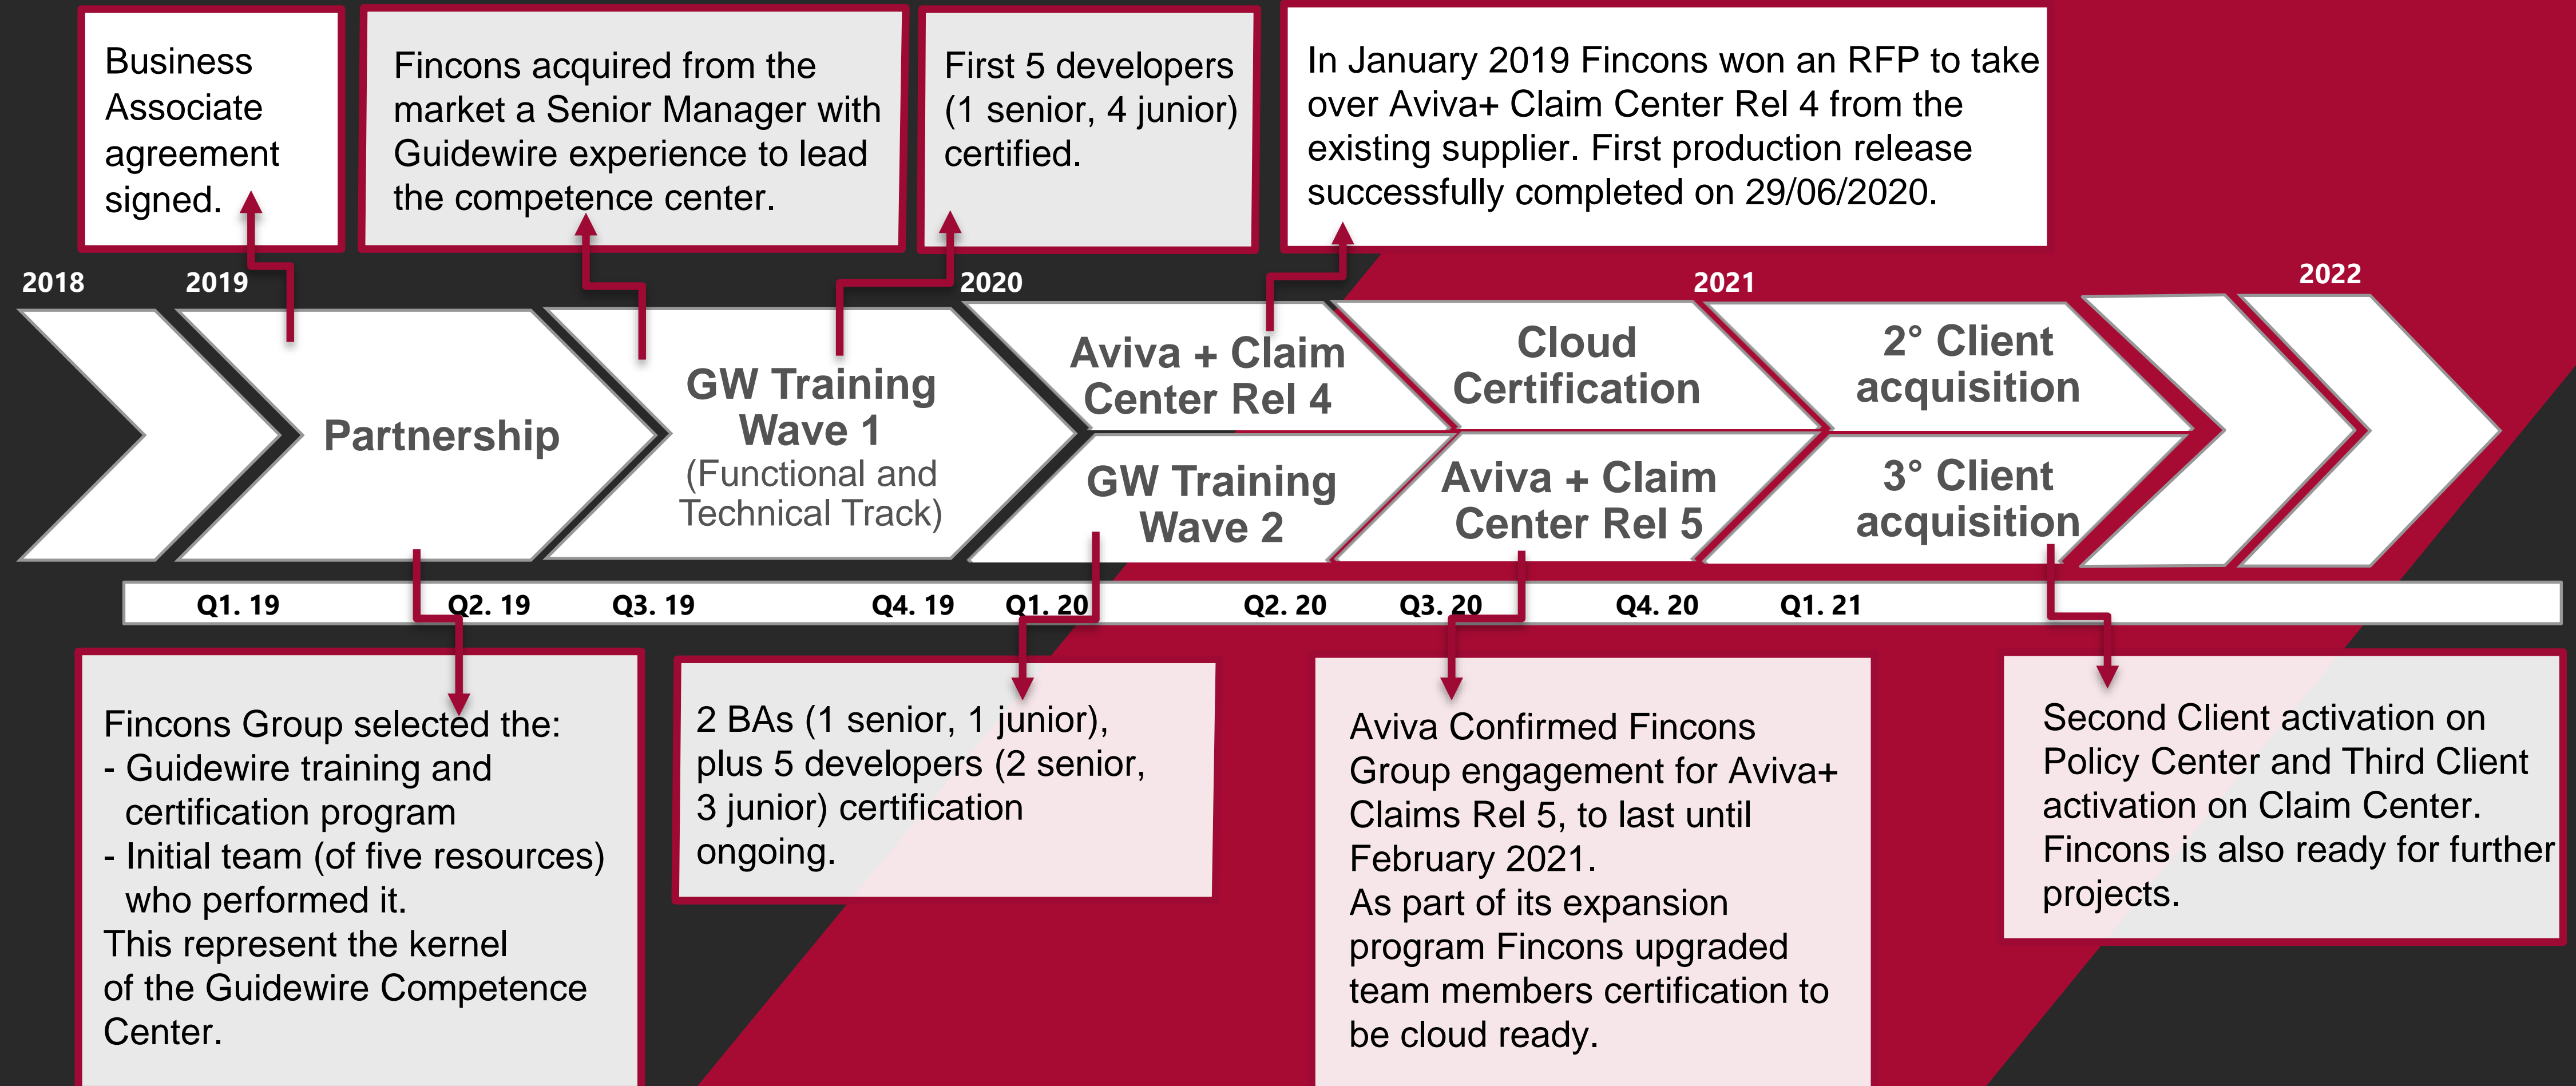 Business
Associate
agreement
signed.
Fincons acquired from the
market a Senior Manager with
Guidewire experience to lead
the competence center.
First 5 developers
(1 senior, 4 junior)
certified.
In January 2019 Fincons won an RFP to take
over Aviva+ Claim Center Rel 4 from the
existing supplier. First production release
successfully completed on 29/06/2020.
2018
2019
2020
2021
2022
Partnership
GW Training
Wave 1
(Functional and
Technical Track)
Aviva + Claim
Center Rel 4
GW Training
Wave 2
Cloud
Certification
Aviva + Claim
Center Rel 5
2° Client
acquisition
3° Client
acquisition
Q1. 19
Q2. 19
Q3. 19
Q4. 19
Q1. 20
Q2. 20
Q3. 20
Q4. 20
Q1. 21
Fincons Group selected the:
- Guidewire training and
certification program
- Initial team (of five resources)
who performed it.
This represent the kernel
of the Guidewire Competence
Center.
2 BAs (1 senior, 1 junior),
plus 5 developers (2 senior,
3 junior) certification
ongoing.
Aviva Confirmed Fincons
Group engagement for Aviva+
Claims Rel 5, to last until
February 2021.
As part of its expansion
program Fincons upgraded
team members certification to
be cloud ready.
Second Client activation on
Policy Center and Third Client
activation on Claim Center.
Fincons is also ready for further
projects.